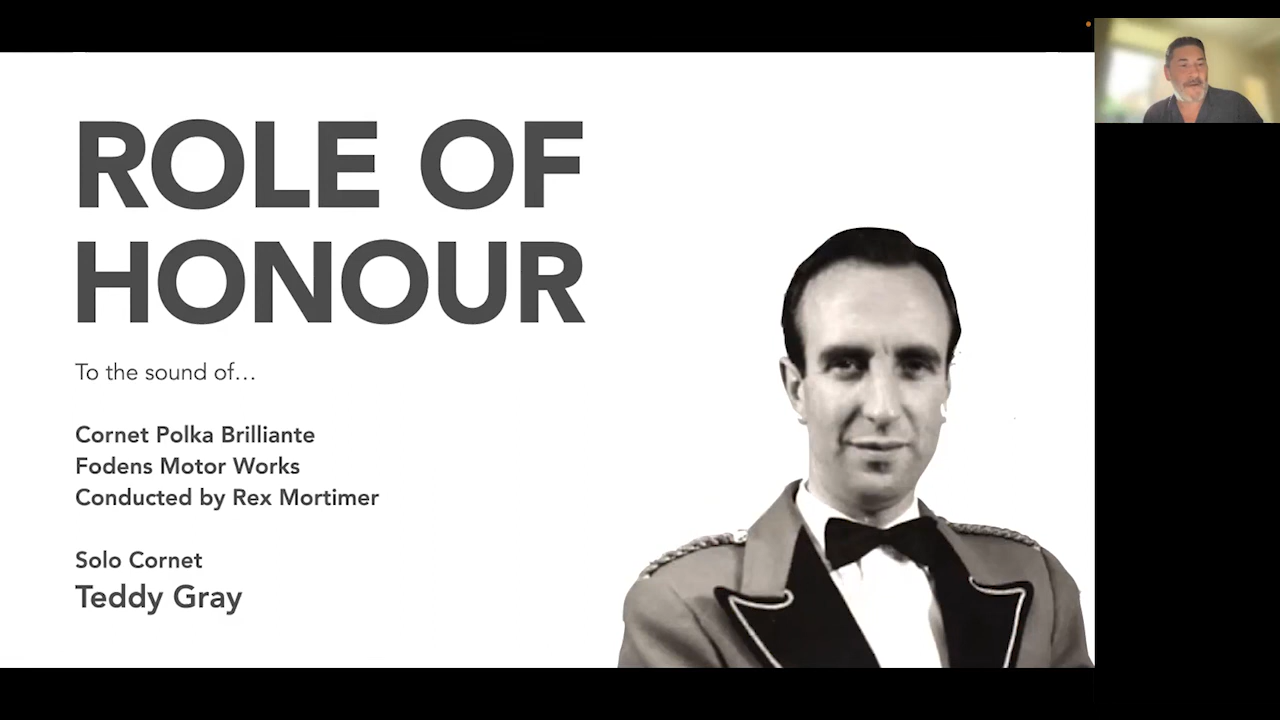 ROLE OF
HONOUR
To the sound of…
Cornet Polka Brilliante
Fodens Motor Works
Conducted by Rex Mortimer
Solo Cornet
Teddy Gray